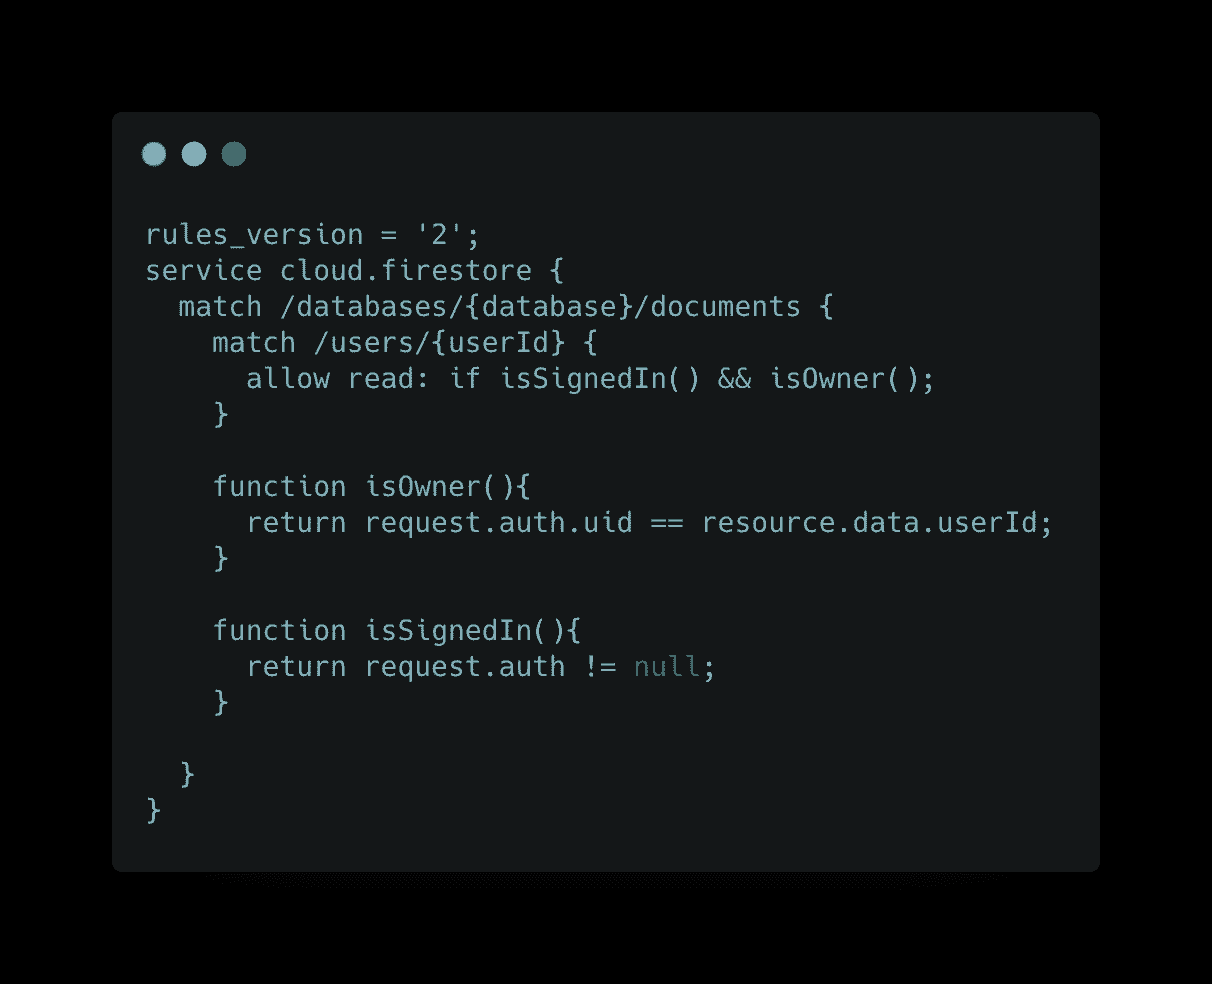 rules_version = '2';
service cloud.firestore {
  match /databases/{database}/documents {
    match /users/{userId} {
      allow read: if isSignedIn() && isOwner();
    }

    function isOwner(){
      return request.auth.uid == resource.data.userId;
    }

    function isSignedIn(){
      return request.auth != null;
    }

  }
}